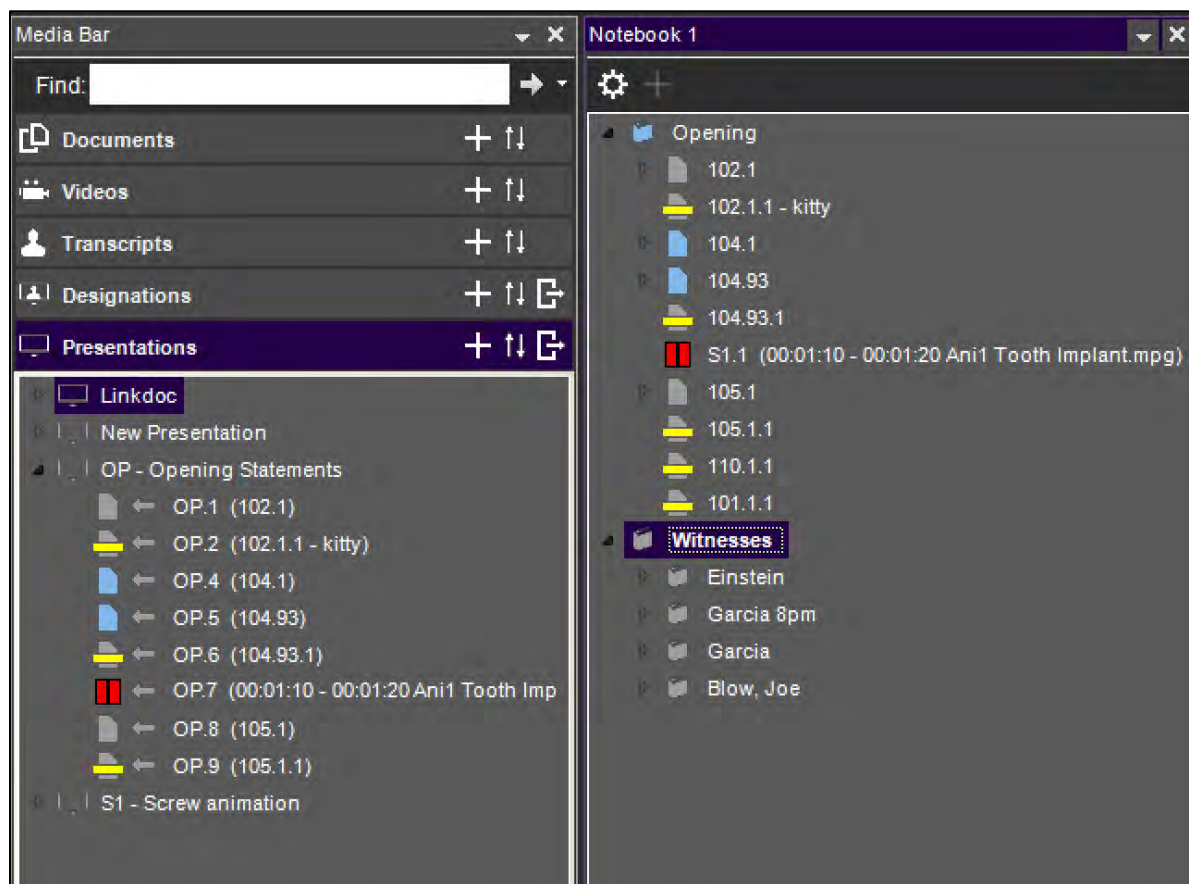 Media Bar
Find:
Documents
Videos
Transcripts
Designations
Presentations
Linkdoc
New Presentation
OP - Opening Statements
OP.1 (102.1)
OP.2 (102.1.1 - kitty)
OP.4 (104.1)
OP.5 (104.93)
OP.6 (104.93.1)
OP.7 (00:01:10 - 00:01:20 Ani1 Tooth Imp
OP.8 (105.1)
OP.9 (105.1.1)
S1 - Screw animation
Notebook 1
Opening
102.1
102.1.1 - kitty
104.1
104.93
104.93.1
S1.1 (00:01:10 - 00:01:20 Ani1 Tooth Implant.mpg)
105.1
105.1.1
110.1.1
101.1.1
Witnesses
Einstein
Garcia 8pm
Garcia
Blow, Joe